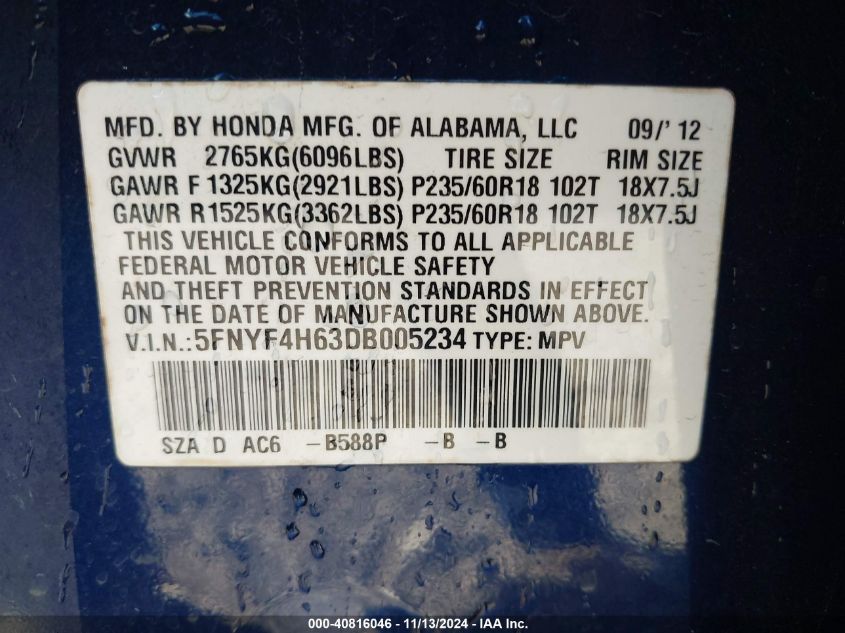 MFD. BY HONDA MFG. OF ALABAMA, LLC 09/'12
GVWR 2765KG(6096LBS) TIRE SIZE RIM SIZE
GAWR F 1325KG(2921LBS) P235/60R18 102T 18X7.5J
GAWR R1525KG(3362LBS) P235/60R18 102T 18X7.5J
THIS VEHICLE CONFORMS TO ALL APPLICABLE
FEDERAL MOTOR VEHICLE SAFETY
AND THEFT PREVENTION STANDARDS IN EFFECT
ON THE DATE OF MANUFACTURE SHOWN ABOVE.
V.I.N.:5FNYF4H63DB005234 TYPE: MPV
SZA D AC6 -B588P -B -B
000-40816046 - 11/13/2024 - IAA Inc.